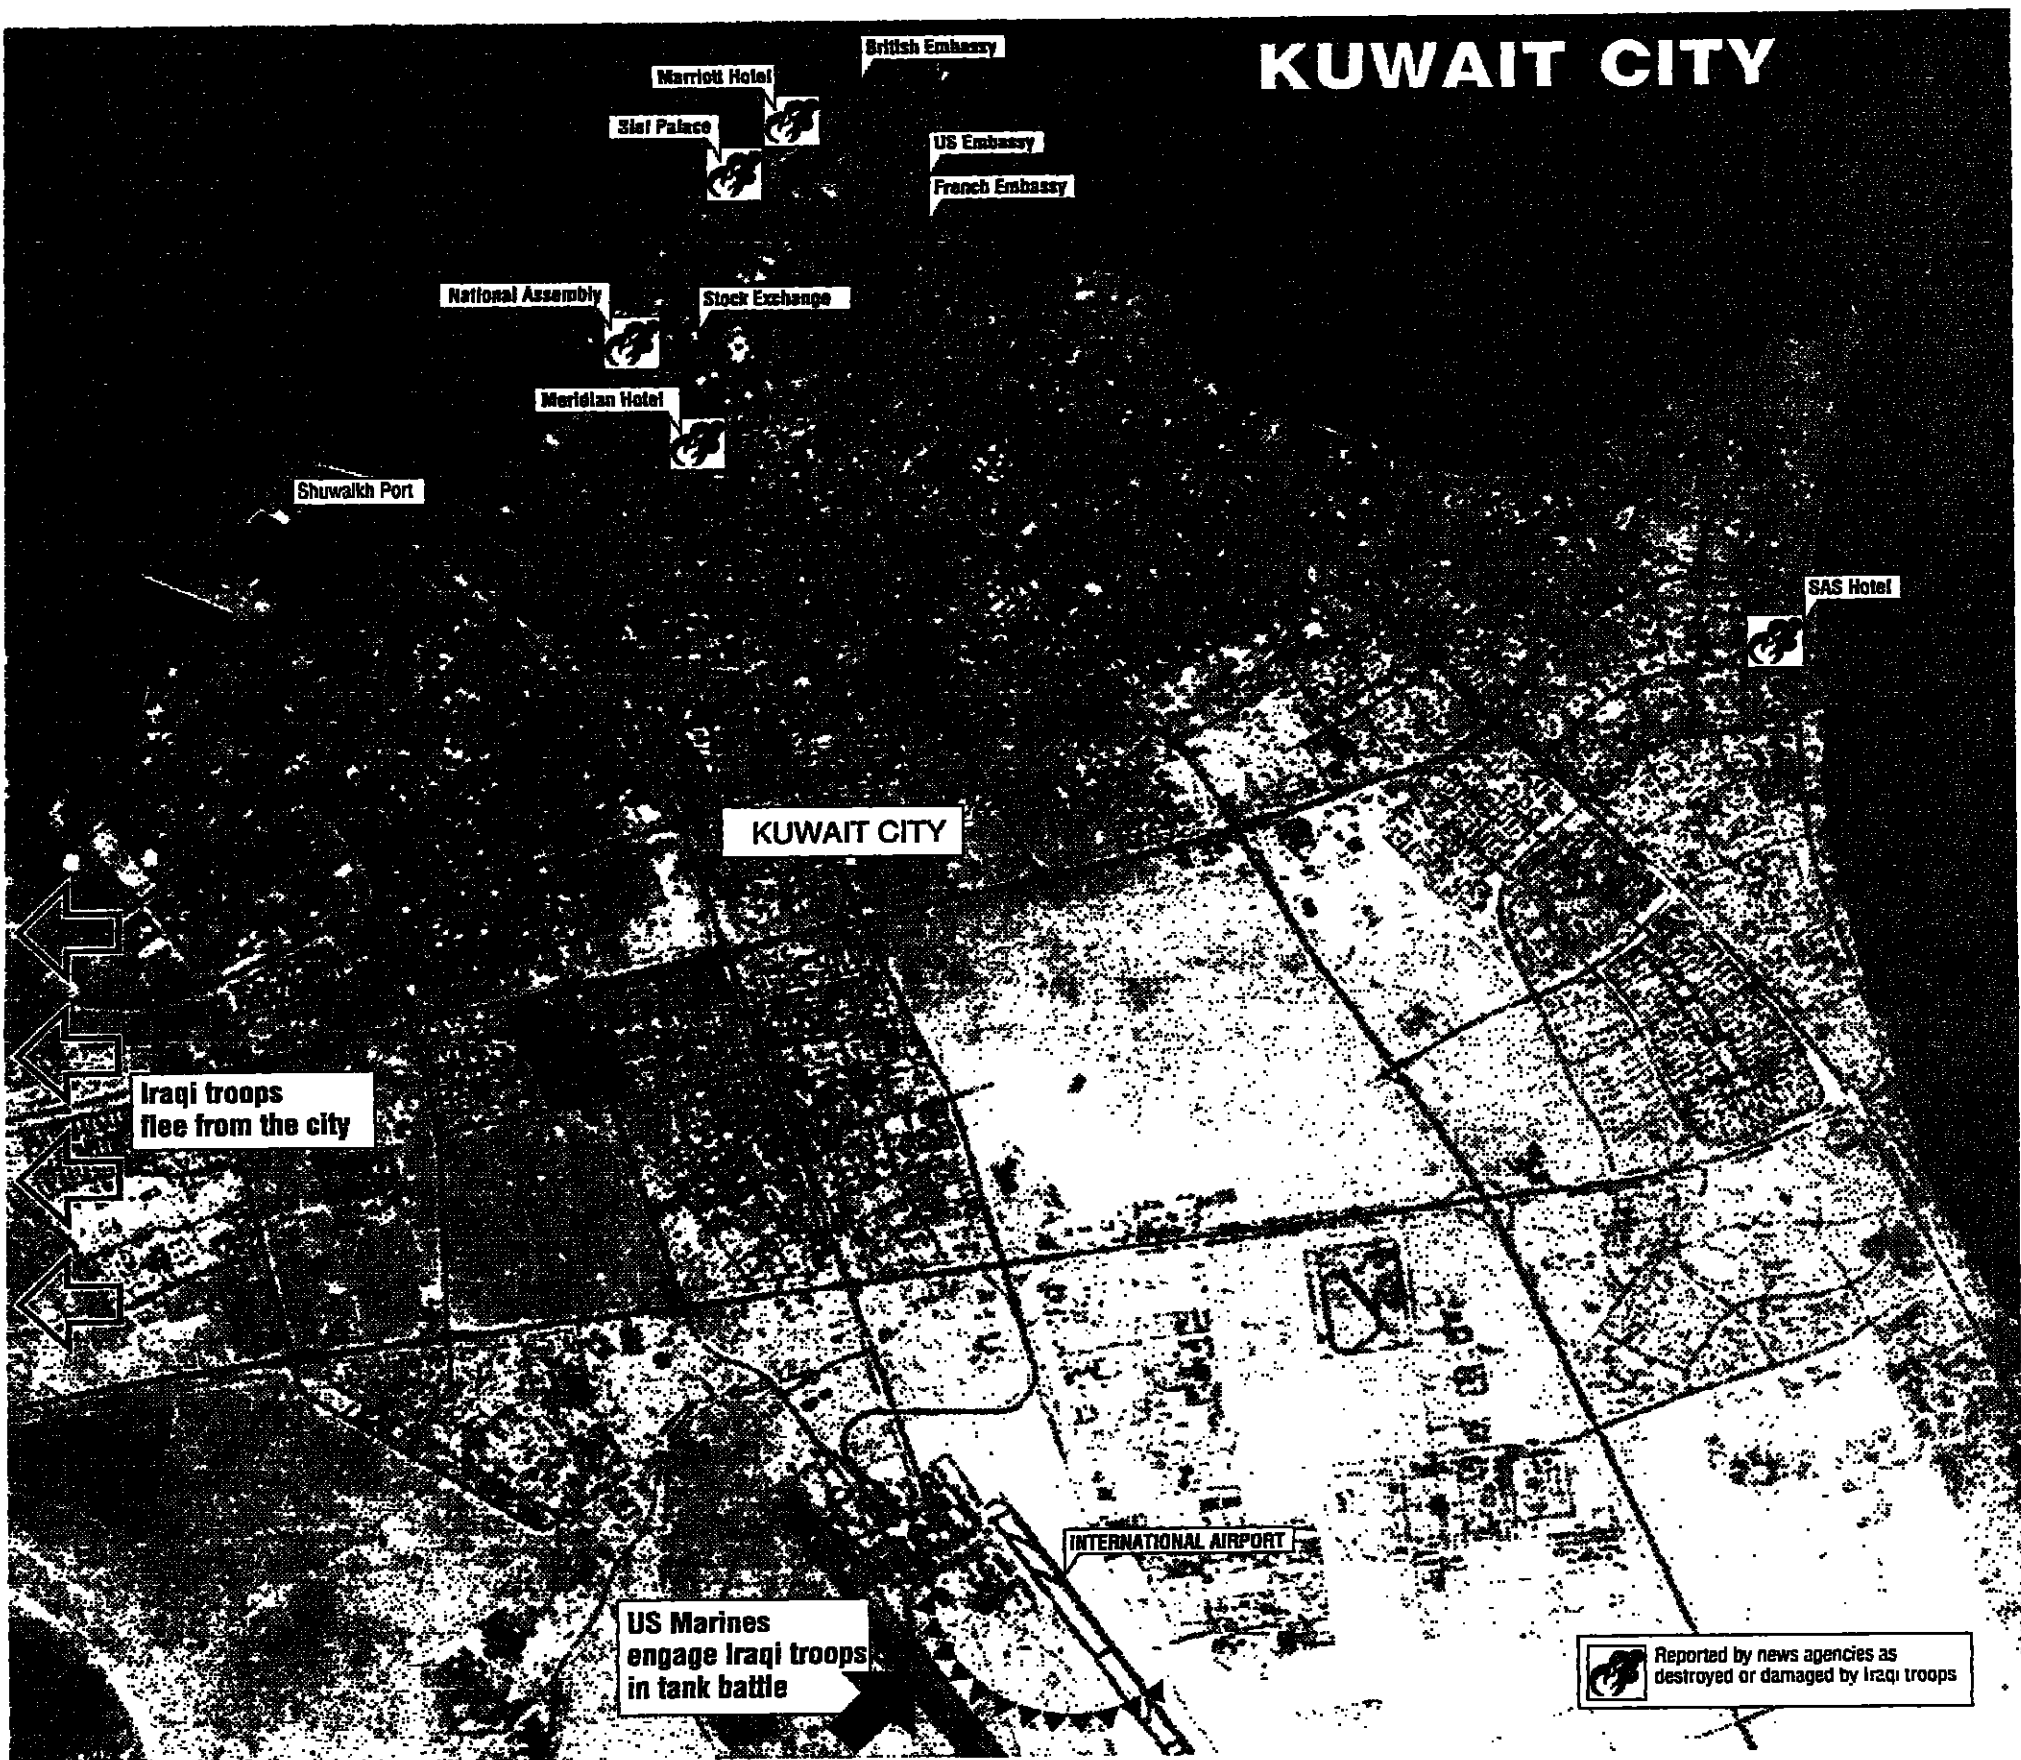 KUWAIT CITY
British Embassy
Marriott Hotel
Sief Palace
US Embassy
French Embassy
National Assembly
Stock Exchange
Meridian Hotel
Shuwaikh Port
SAS Hotel
KUWAIT CITY
Iraqi troops
flee from the city
INTERNATIONAL AIRPORT
US Marines
engage Iraqi troops
in tank battle
Reported by news agencies as
destroyed or damaged by Iraqi troops